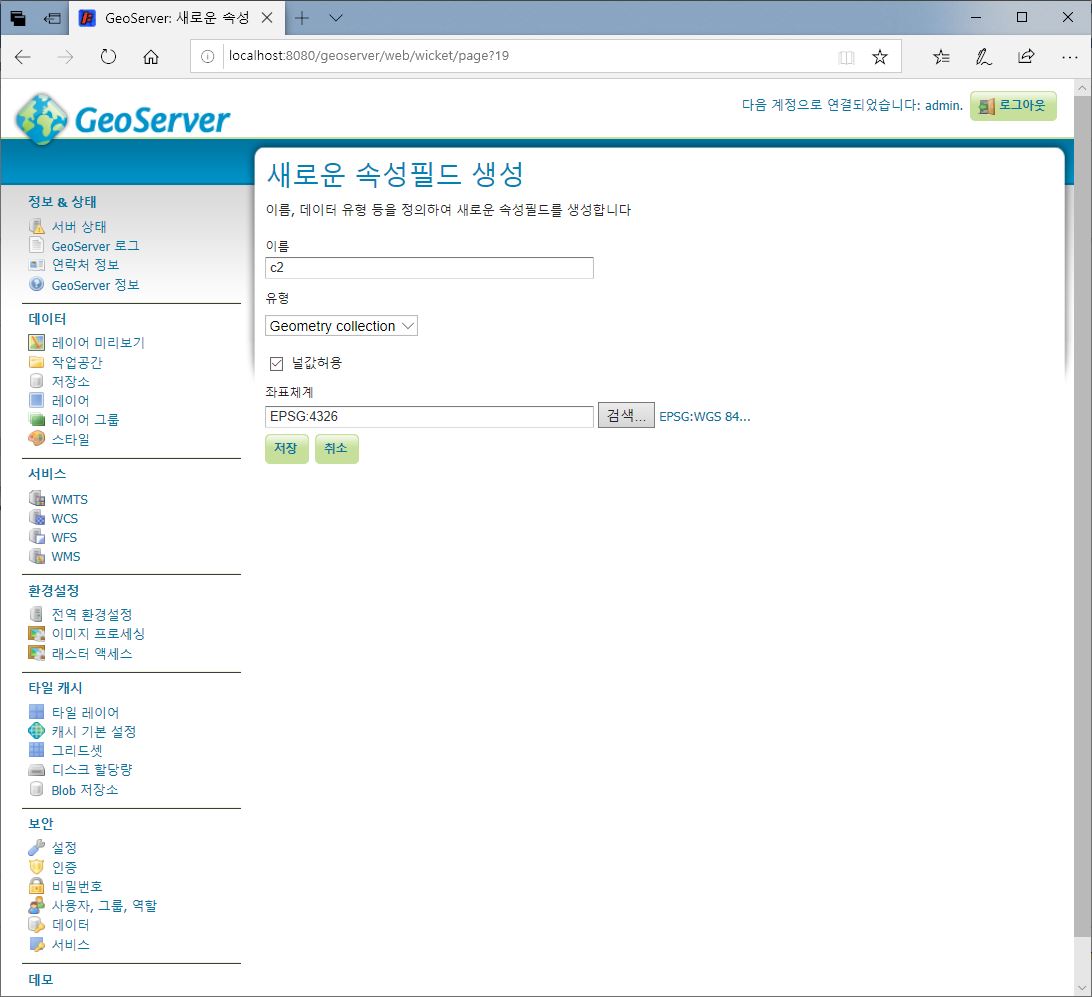 GeoServer: 새로운 속성
localhost:8080/geoserver/web/wicket/page?19
GeoServer
다음 계정으로 연결되었습니다: admin.
로그아웃
정보 & 상태
서버 상태
GeoServer 로그
연락처 정보
GeoServer 정보
데이터
레이어 미리보기
작업공간
저장소
레이어
레이어 그룹
스타일
서비스
WMTS
WCS
WFS
WMS
환경설정
전역 환경설정
이미지 프로세싱
래스터 액세스
타일 캐시
타일 레이어
캐시 기본 설정
그리드셋
디스크 할당량
Blob 저장소
보안
설정
인증
비밀번호
사용자, 그룹, 역할
데이터
서비스
데모
새로운 속성필드 생성
이름, 데이터 유형 등을 정의하여 새로운 속성필드를 생성합니다
이름
c2
유형
Geometry collection
널값허용
좌표체계
EPSG:4326 검색... EPSG:WGS 84...
저장 취소